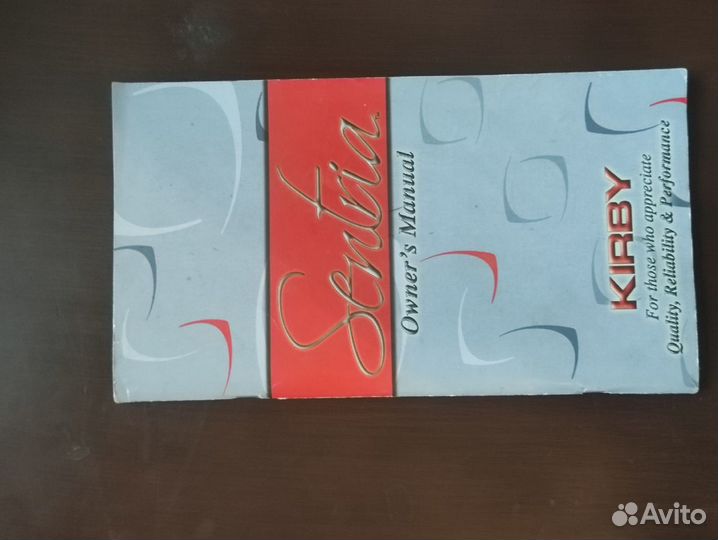 Sentria
Owner's Manual
KIRBY
For those who appreciate
Quality, Reliability & Performance
Avito